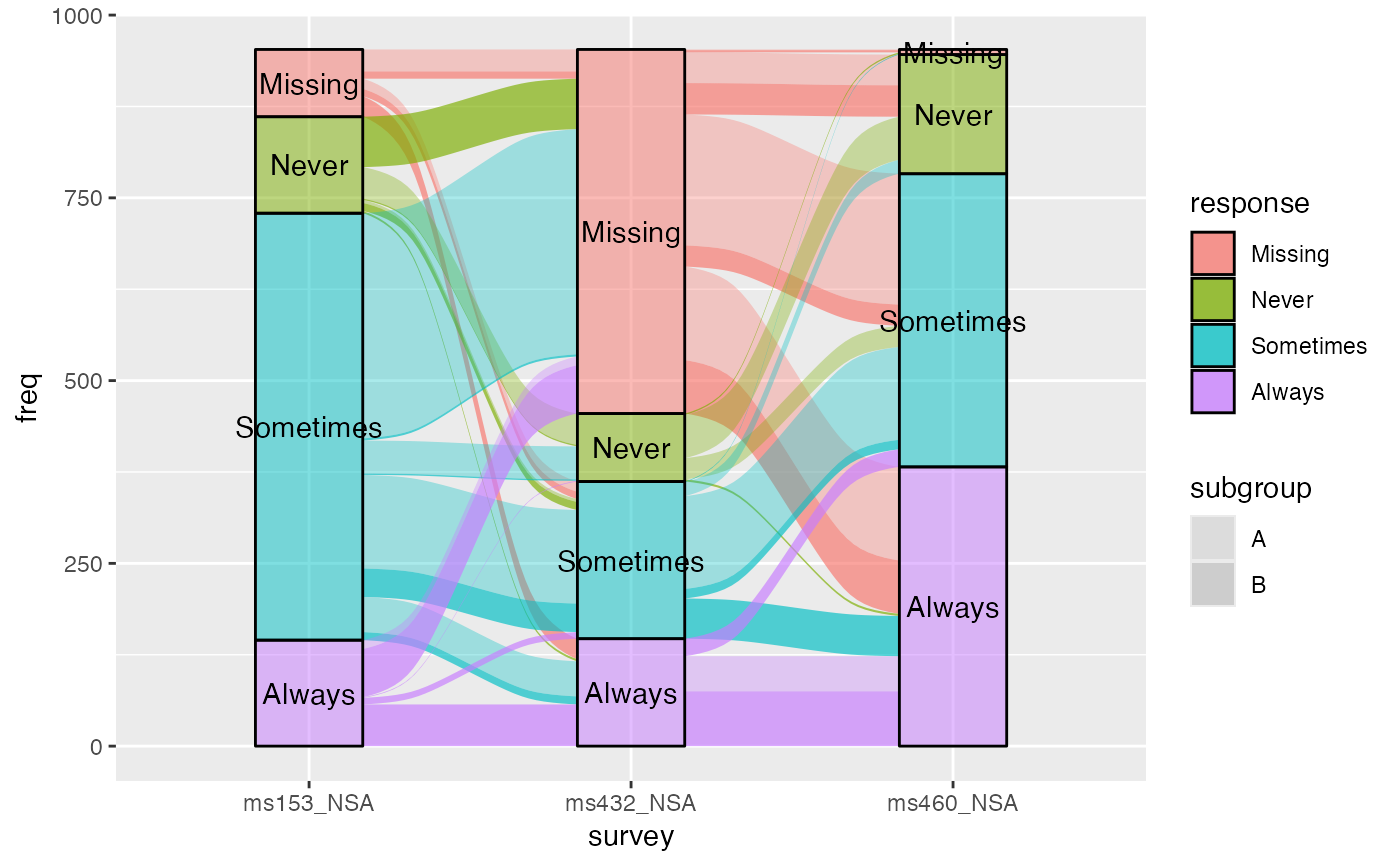 1000
750
500
250
0
freq
Missing
Never
Sometimes
Always
Missing
Never
Sometimes
Always
Missing
Never
Sometimes
Always
ms153_NSA
ms432_NSA
ms460_NSA
survey
response
Missing
Never
Sometimes
Always
subgroup
A
B